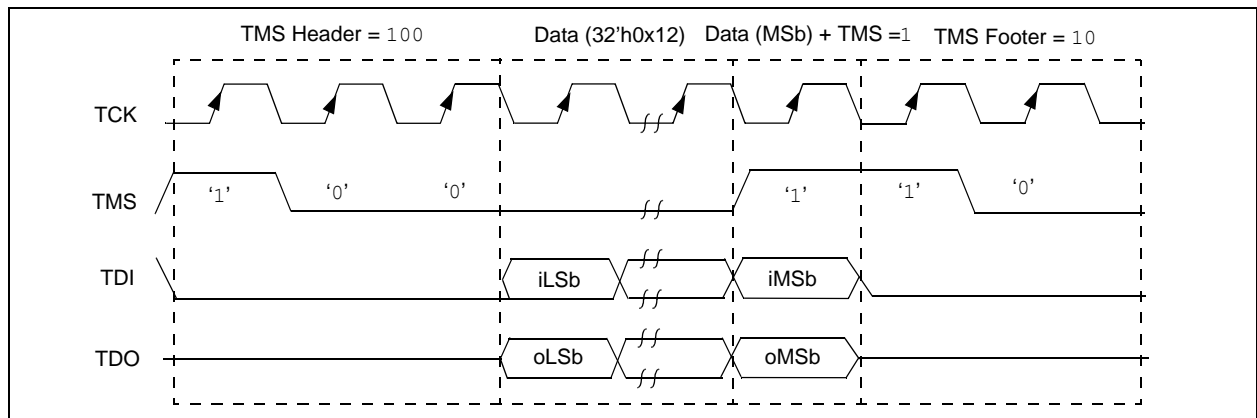 TMS Header = 100 Data (32’h0x12) Data (MSb) + TMS =1 TMS Footer = 10
TCK
TMS ‘1’ ‘0’ ‘0’ ‘1’ ‘1’ ‘0’
TDI iLSb iMSb
TDO oLSb oMSb